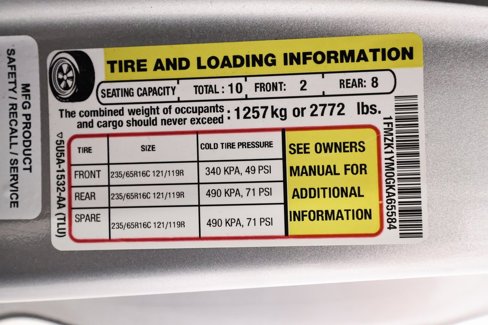 MFG PRODUCT
SAFETY / RECALL / SERVICE
TIRE AND LOADING INFORMATION
SEATING CAPACITY TOTAL : 10 FRONT: 2 REAR: 8
The combined weight of occupants
and cargo should never exceed : 1257kg or 2772 lbs.
TIRE SIZE COLD TIRE PRESSURE
FRONT 235/65R16C 121/119R 340 KPA, 49 PSI
REAR 235/65R16C 121/119R 490 KPA, 71 PSI
SPARE 235/65R16C 121/119R 490 KPA, 71 PSI
SEE OWNERS
MANUAL FOR
ADDITIONAL
INFORMATION
5U5A-1532-AA (TLU)
1FMZK1YM0GKA65584